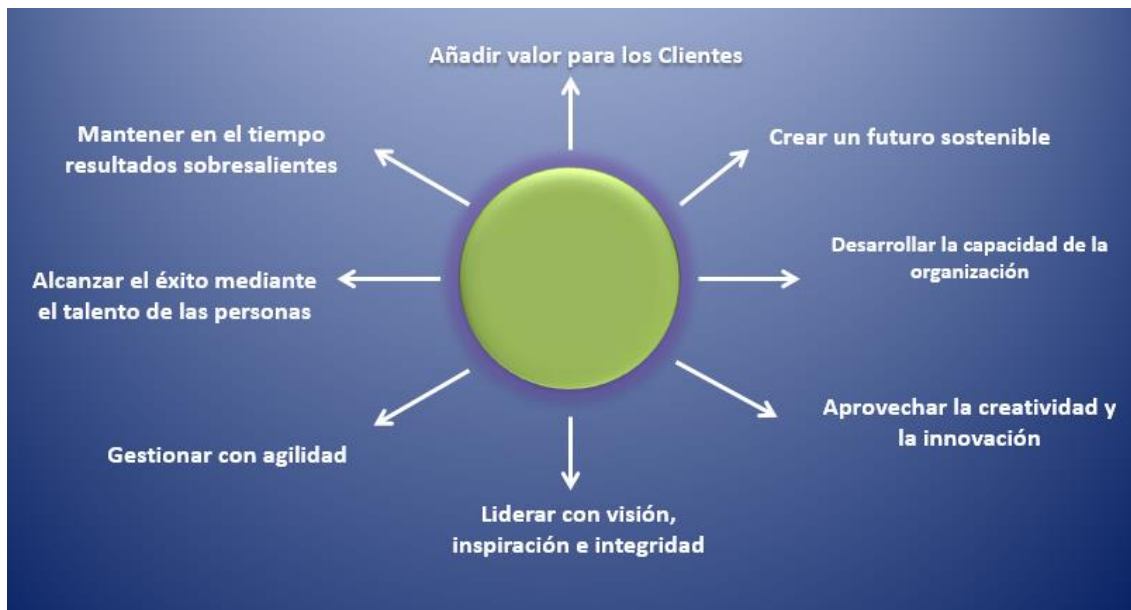 Añadir valor para los Clientes
Mantener en el tiempo
resultados sobresalientes
Crear un futuro sostenible
Alcanzar el éxito mediante
el talento de las personas
Desarrollar la capacidad de la
organización
Gestionar con agilidad
Aprovechar la creatividad y
la innovación
Liderar con visión,
inspiración e integridad